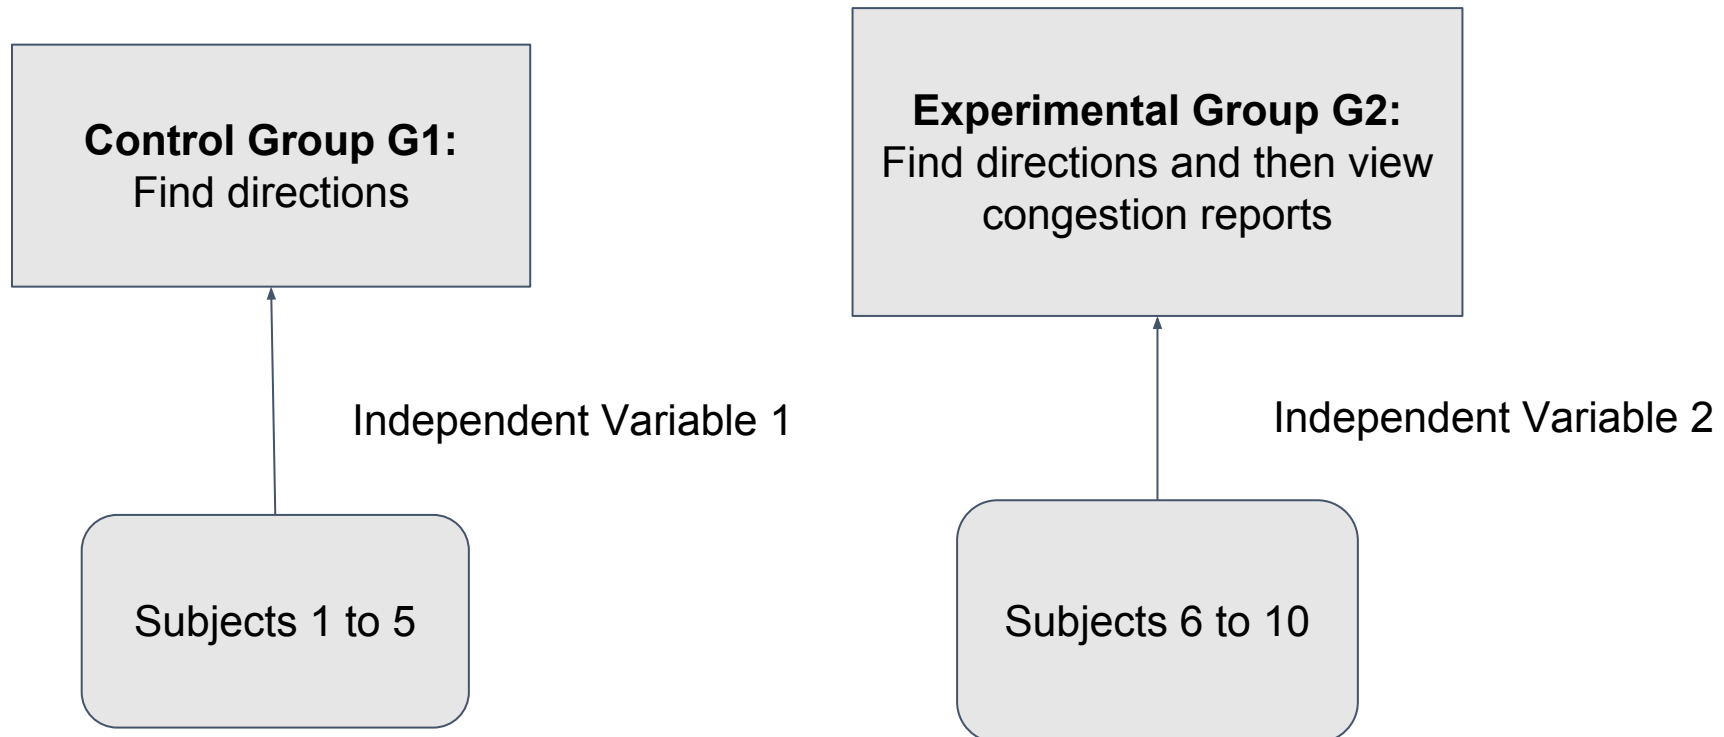 Control Group G1:
Find directions
Experimental Group G2:
Find directions and then view
congestion reports
Independent Variable 1
Independent Variable 2
Subjects 1 to 5
Subjects 6 to 10